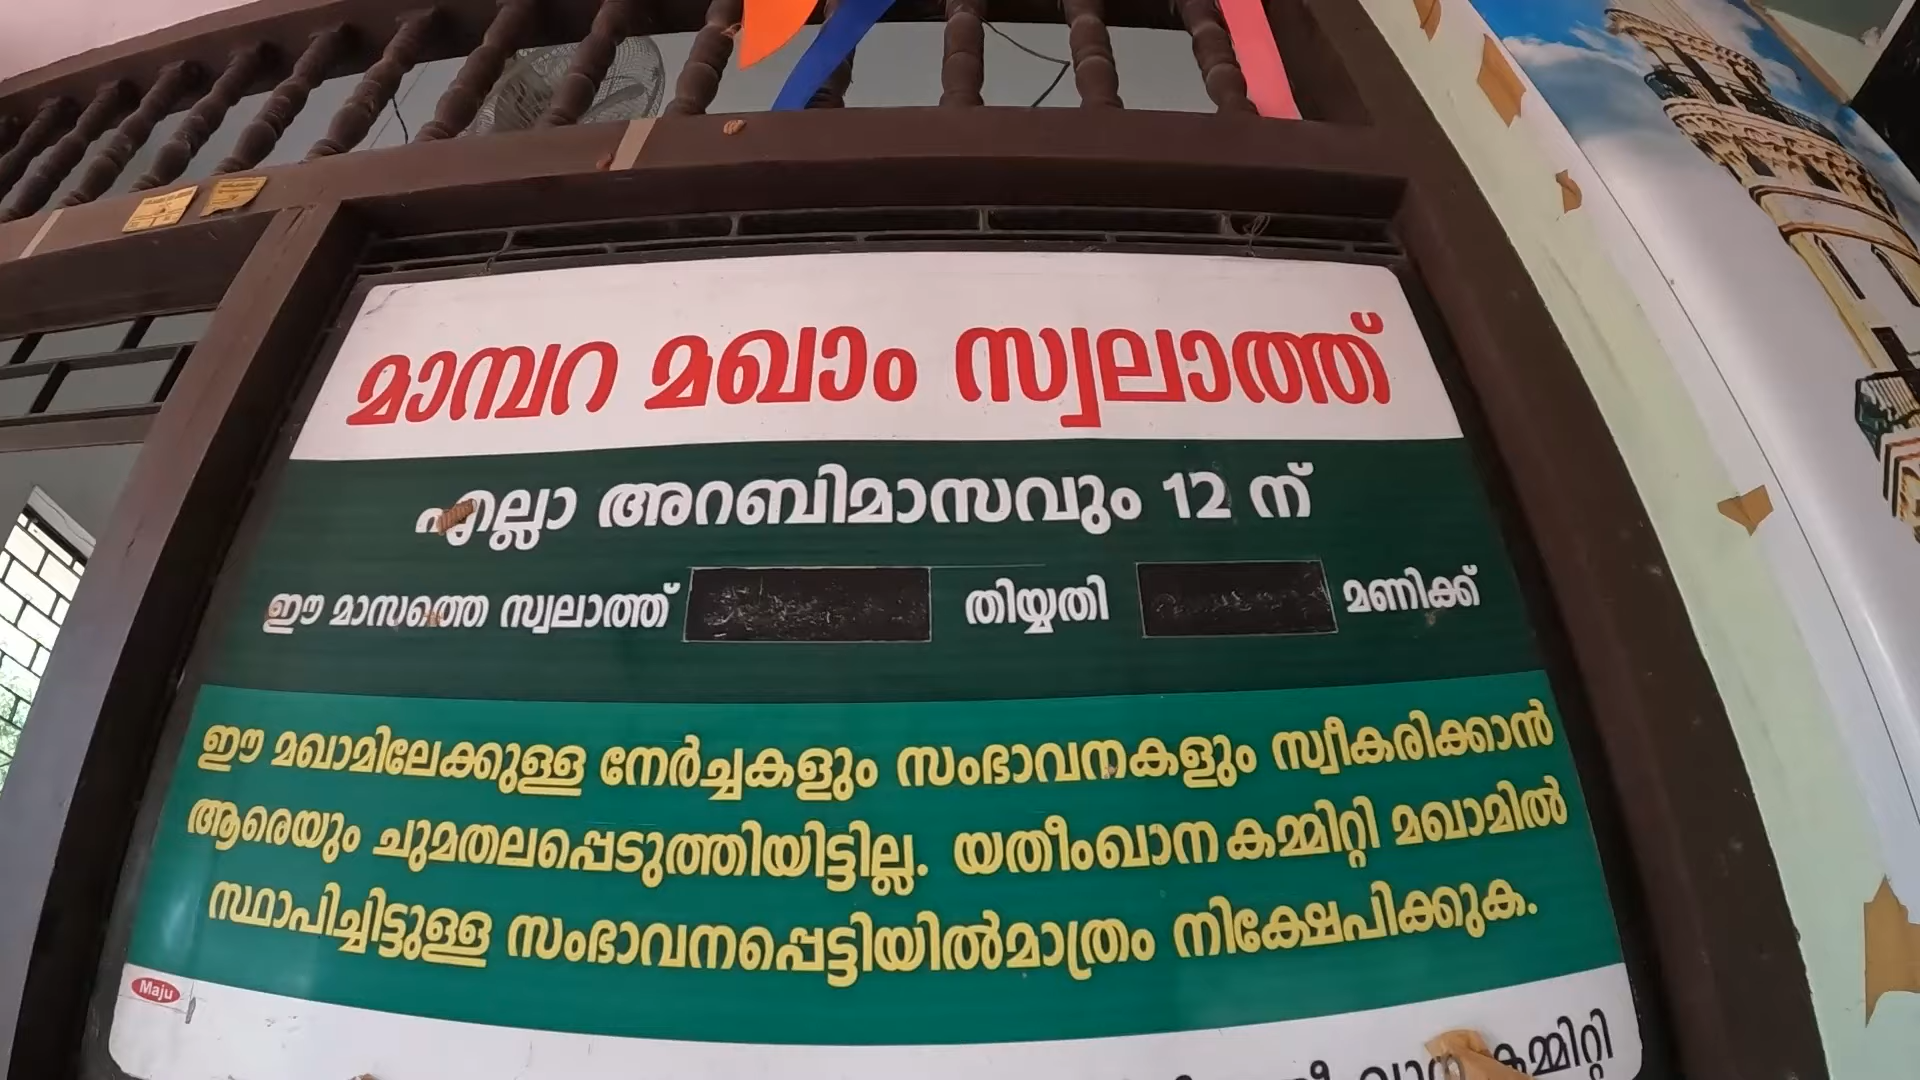 മാമ്പറ മഖാം സ്വലാത്ത്
എല്ലാ അറബിമാസവും 12 ന്
ഈ മാസത്തെ സ്വലാത്ത് തിയ്യതി മണിക്ക്
ഈ മഖാമിലേക്കുള്ള നേർച്ചകളും സംഭാവനകളും സ്വീകരിക്കാൻ
ആരെയും ചുമതലപ്പെടുത്തിയിട്ടില്ല. യതീംഖാന കമ്മിറ്റി മഖാമിൽ
സ്ഥാപിച്ചിട്ടുള്ള സംഭാവനപ്പെട്ടിയിൽമാത്രം നിക്ഷേപിക്കുക.
Maju
കമ്മിറ്റി